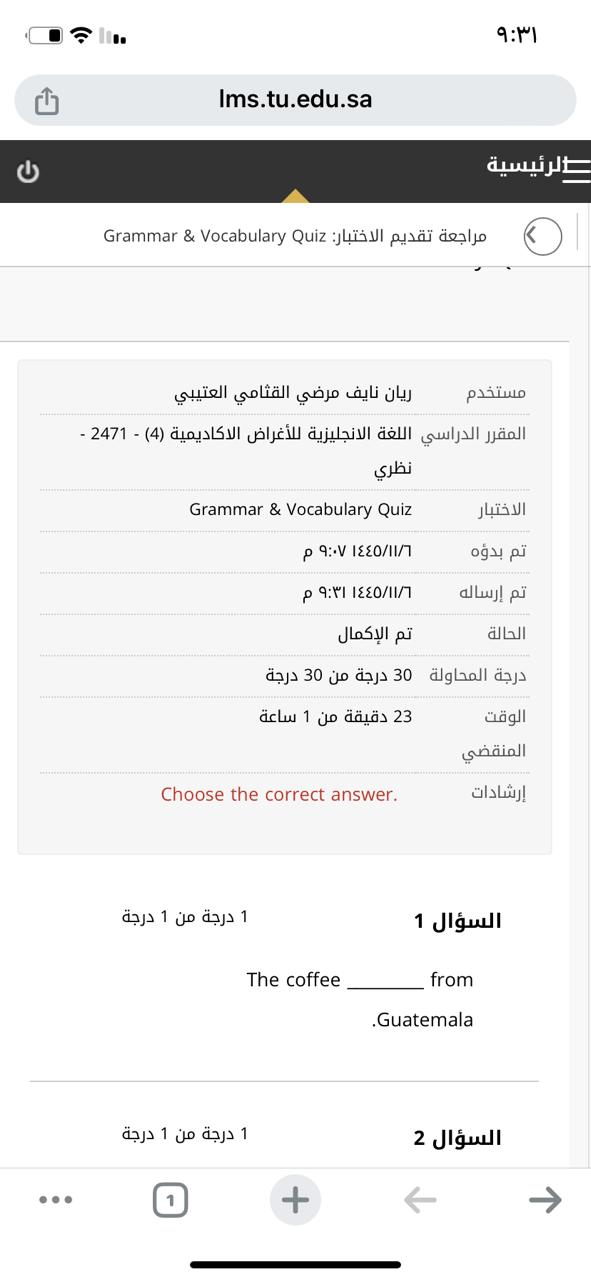 ٩:٣١
lms.tu.edu.sa
الرئيسية
مراجعة تقديم الاختبار: Grammar & Vocabulary Quiz
مستخدم ريان نايف مرضي القثامي العتيبي
المقرر الدراسي اللغة الانجليزية للأغراض الاكاديمية (4) - 2471 -
نظري
الاختبار Grammar & Vocabulary Quiz
تم بدؤه ١٤٤٥/١١/٦ ٩:٠٧ م
تم إرساله ١٤٤٥/١١/٦ ٩:٣١ م
الحالة تم الإكمال
درجة المحاولة 30 درجة من 30 درجة
الوقت 23 دقيقة من 1 ساعة
المنقضي
إرشادات Choose the correct answer.
السؤال 1 1 درجة من 1 درجة
The coffee ________ from
.Guatemala
السؤال 2 1 درجة من 1 درجة
1